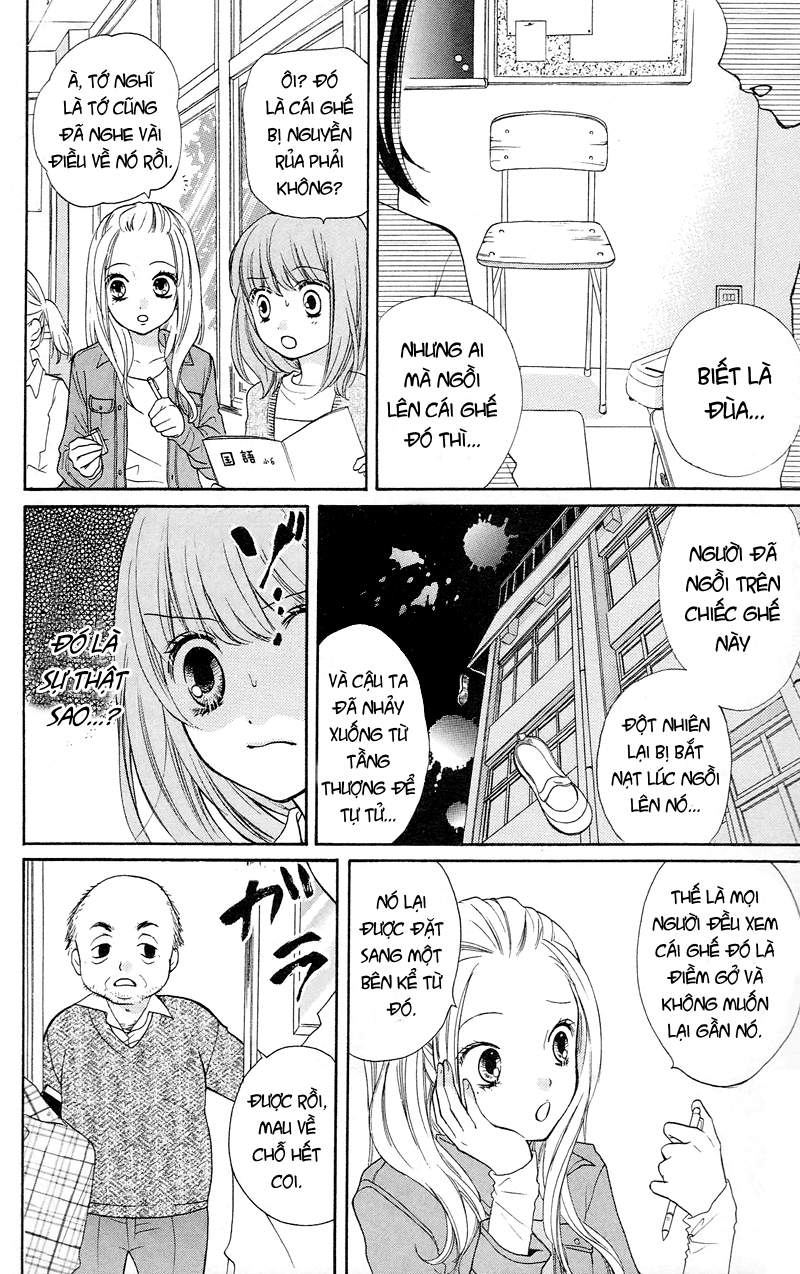 BIẾT LÀ
ĐÙA...
NHƯNG AI
MÀ NGỒI
LÊN CÁI GHẾ
ĐÓ THÌ...
ÔI? ĐÓ
LÀ CÁI GHẾ
BỊ NGUYỀN
RỦA PHẢI
KHÔNG?
À, TỚ NGHĨ
LÀ TỚ CŨNG
ĐÃ NGHE VÀI
ĐIỀU VỀ NÓ RỒI.
国語 小6
NGƯỜI ĐÃ
NGỒI TRÊN
CHIẾC GHẾ
NÀY
ĐỘT NHIÊN
LẠI BỊ BẮT
NẠT LÚC NGỒI
LÊN NÓ...
VÀ CẬU TA
ĐÃ NHẢY
XUỐNG TỪ
TẦNG
THƯỢNG ĐỂ
TỰ TỬ...
ĐÓ LÀ
SỰ THẬT
SAO...?
THẾ LÀ MỌI
NGƯỜI ĐỀU XEM
CÁI GHẾ ĐÓ LÀ
ĐIỀM GỞ VÀ
KHÔNG MUỐN
LẠI GẦN NÓ.
NÓ LẠI
ĐƯỢC ĐẶT
SANG MỘT
BÊN KỂ TỪ
ĐÓ.
ガラ
ĐƯỢC RỒI,
MAU VỀ
CHỖ HẾT
COI.